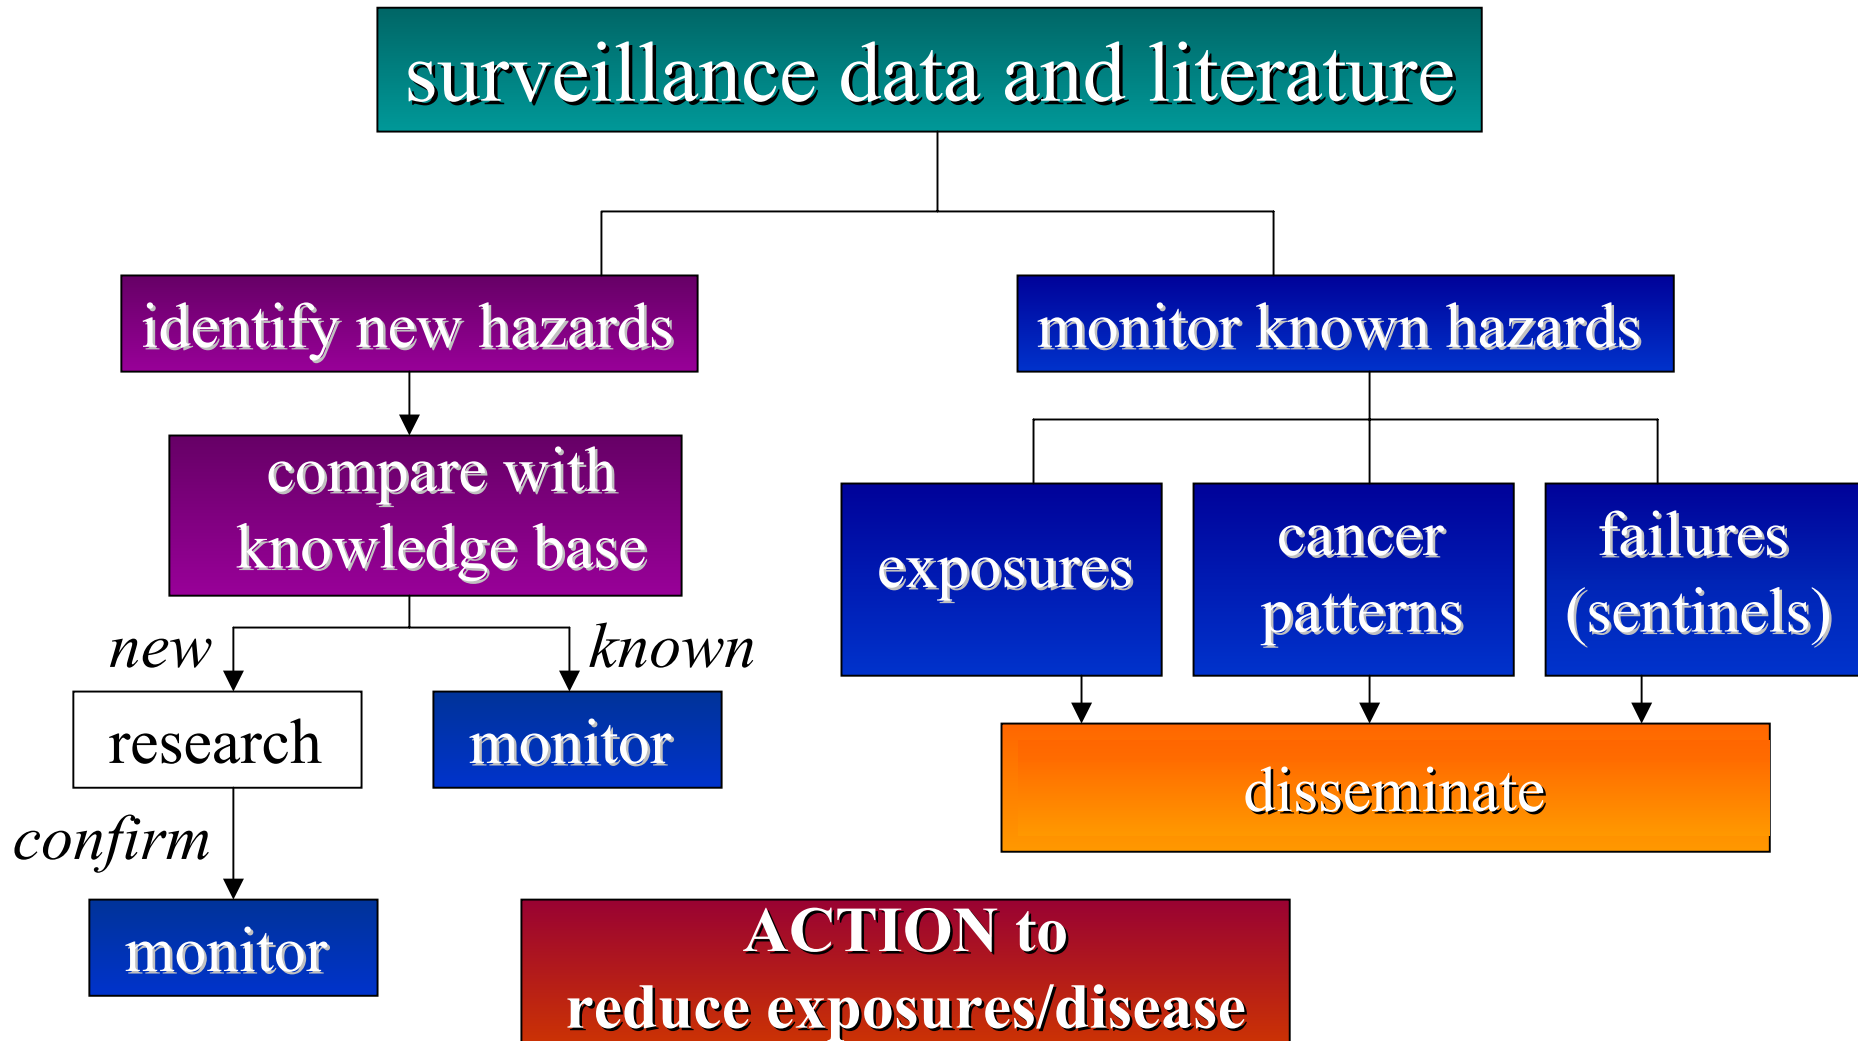 surveillance data and literature
identify new hazards
monitor known hazards
compare with
knowledge base
exposures
cancer
patterns
failures
(sentinels)
new
known
research
monitor
disseminate
confirm
monitor
ACTION to
reduce exposures/disease